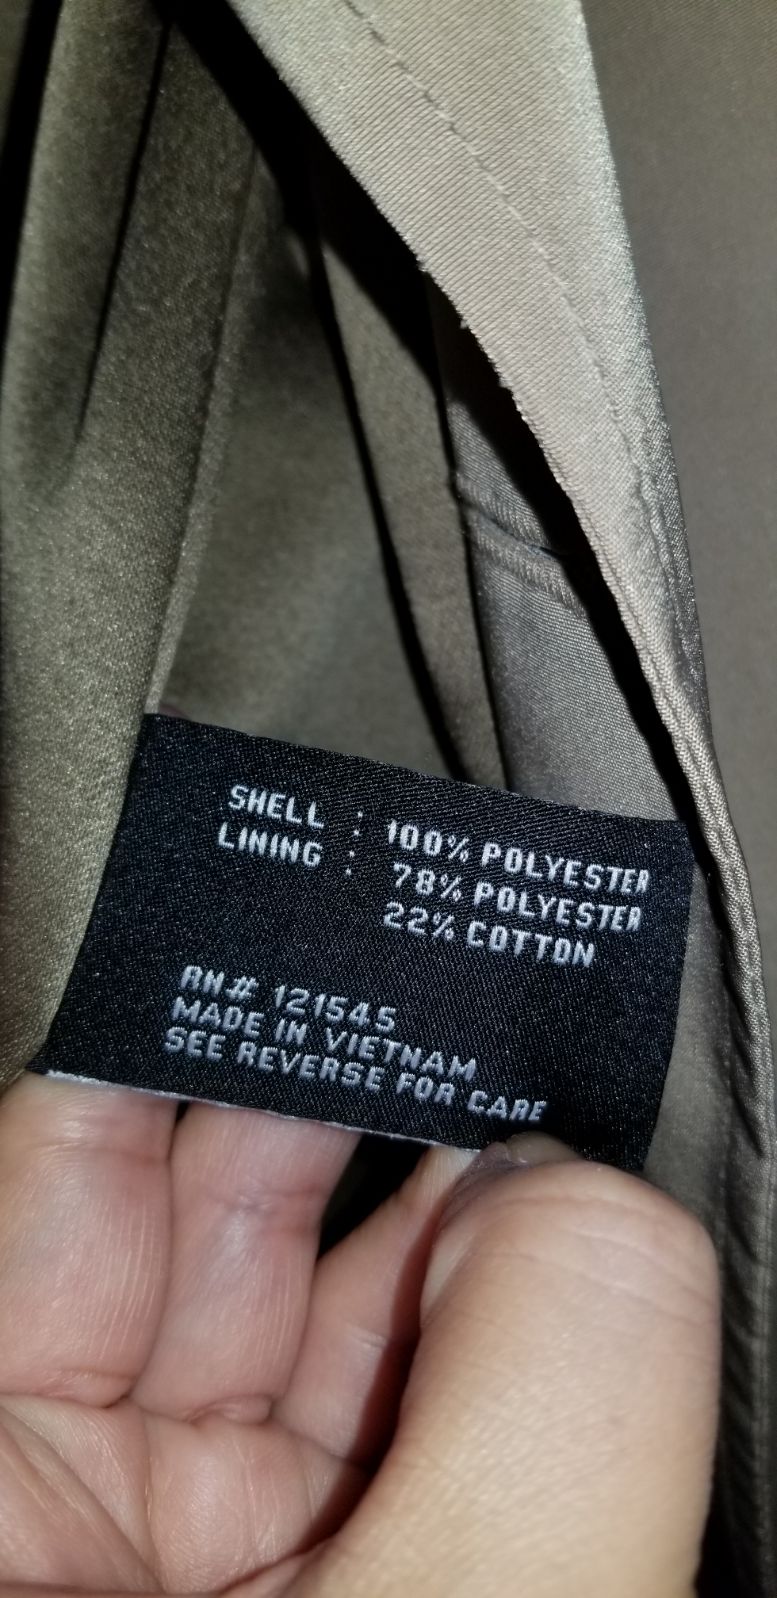 SHELL : 100% POLYESTER
LINING : 78% POLYESTER
22% COTTON
RN# 121545
MADE IN VIETNAM
SEE REVERSE FOR CARE